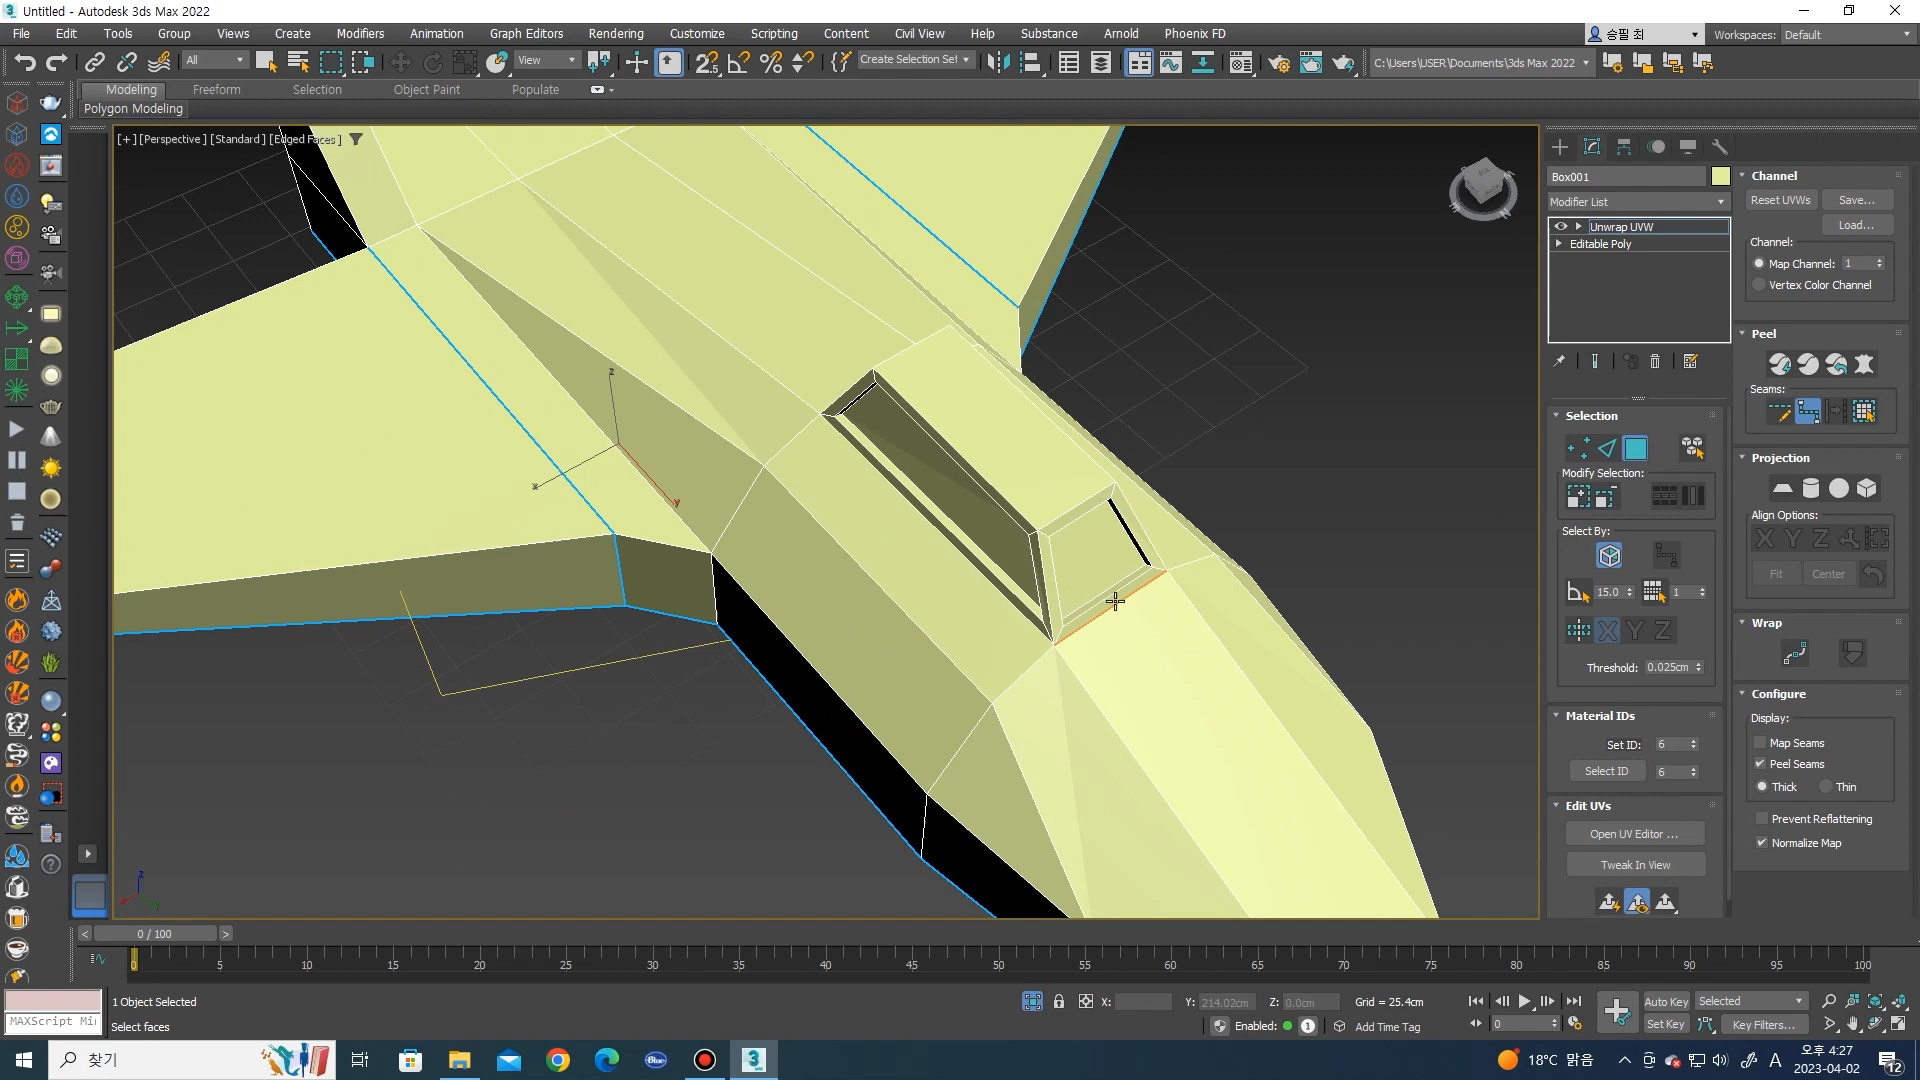 Untitled - Autodesk 3ds Max 2022
File Edit Tools Group Views Create Modifiers Animation Graph Editors Rendering Customize Scripting Content Civil View Help Substance Arnold Phoenix FD 승필 최 Workspaces: Default
All View Create Selection Set C:\Users\USER\Documents\3ds Max 2022
Modeling Freeform Selection Object Paint Populate
Polygon Modeling
[+] [Perspective] [Standard] [Edged Faces]
Box001
Modifier List
Unwrap UVW
Editable Poly
Selection
Modify Selection:
Select By:
15.0 1
X Y Z
Threshold: 0.025cm
Material IDs
Set ID: 6
Select ID 6
Edit UVs
Open UV Editor ...
Tweak In View
Channel
Reset UVWs Save...
Load...
Channel:
Map Channel: 1
Vertex Color Channel
Peel
Seams:
Projection
Align Options:
X Y Z
Fit Center
Wrap
Configure
Display:
Map Seams
Peel Seams
Thick Thin
Prevent Reflattening
Normalize Map
z
x
y
0 / 100
0 5 10 15 20 25 30 35 40 45 50 55 60 65 70 75 80 85 90 95 100
1 Object Selected X: Y: 214.02cm Z: 0.0cm Grid = 25.4cm Auto Key Selected
MAXScript Mi
Select faces Enabled: 1 Add Time Tag 0 Set Key Key Filters...
찾기 Blue 3 18°C 맑음 A 오후 4:27
2023-04-02 12